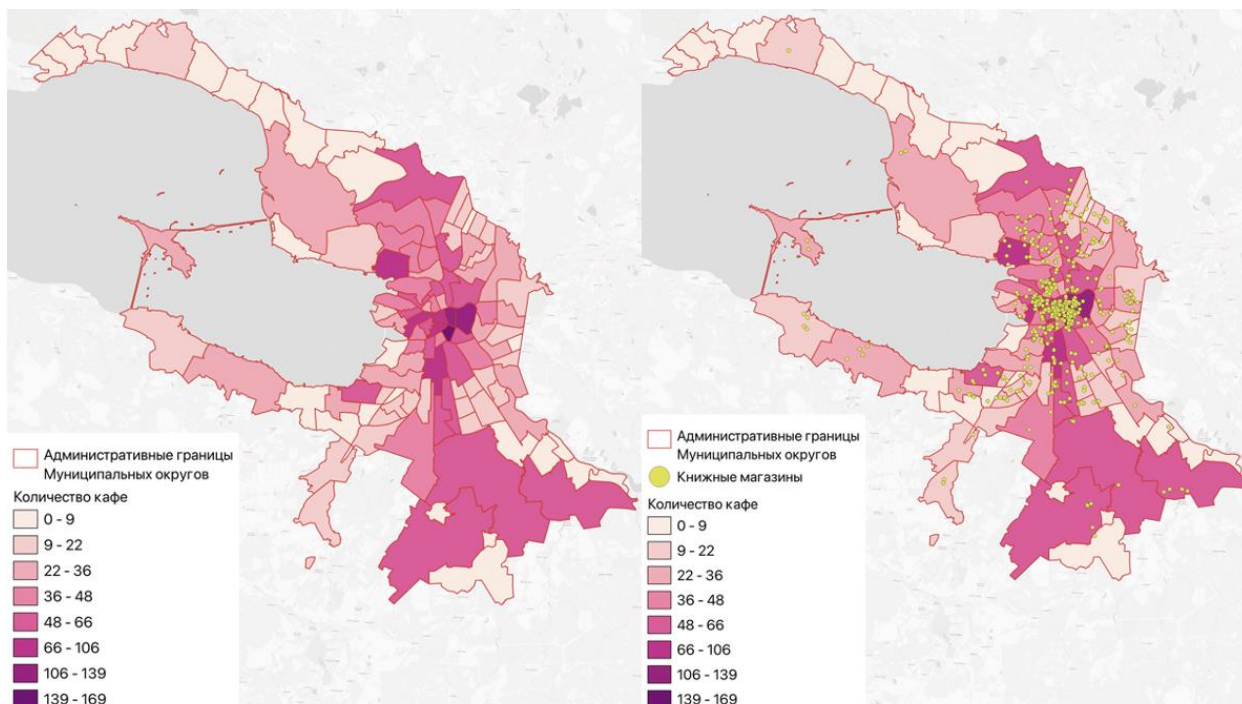 Административные границы
Муниципальных округов
Количество кафе
0 - 9
9 - 22
22 - 36
36 - 48
48 - 66
66 - 106
106 - 139
139 - 169
Административные границы
Муниципальных округов
Книжные магазины
Количество кафе
0 - 9
9 - 22
22 - 36
36 - 48
48 - 66
66 - 106
106 - 139
139 - 169